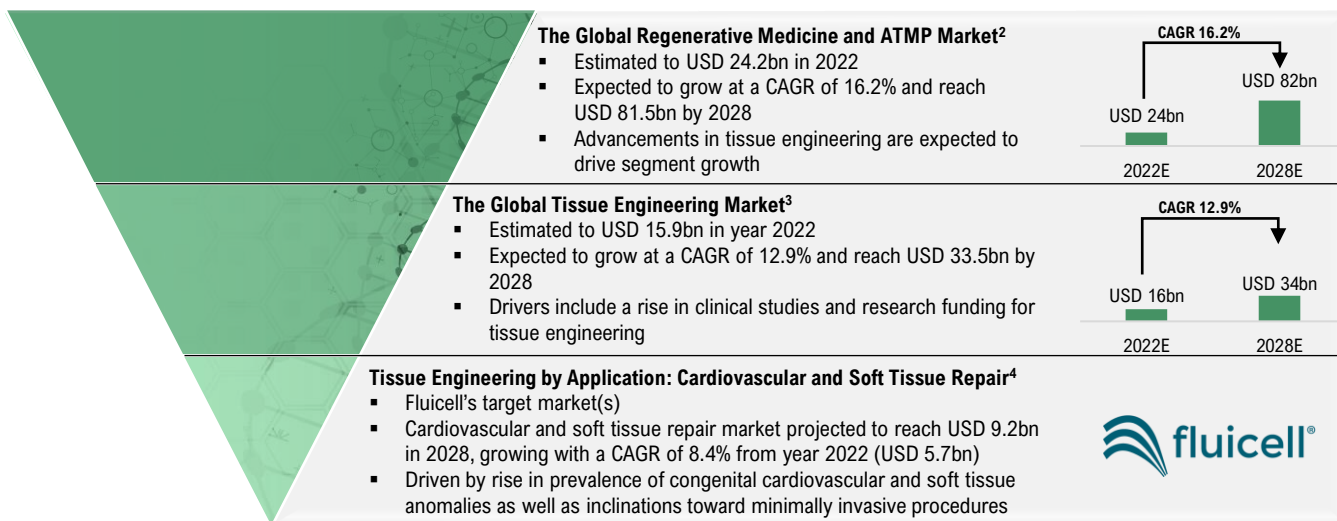 The Global Regenerative Medicine and ATMP Market²
▪ Estimated to USD 24.2bn in 2022
▪ Expected to grow at a CAGR of 16.2% and reach
USD 81.5bn by 2028
▪ Advancements in tissue engineering are expected to
drive segment growth
CAGR 16.2%
USD 82bn
USD 24bn
2022E 2028E
The Global Tissue Engineering Market³
▪ Estimated to USD 15.9bn in year 2022
▪ Expected to grow at a CAGR of 12.9% and reach USD 33.5bn by
2028
▪ Drivers include a rise in clinical studies and research funding for
tissue engineering
CAGR 12.9%
USD 34bn
USD 16bn
2022E 2028E
Tissue Engineering by Application: Cardiovascular and Soft Tissue Repair⁴
▪ Fluicell's target market(s)
▪ Cardiovascular and soft tissue repair market projected to reach USD 9.2bn
in 2028, growing with a CAGR of 8.4% from year 2022 (USD 5.7bn)
▪ Driven by rise in prevalence of congenital cardiovascular and soft tissue
anomalies as well as inclinations toward minimally invasive procedures
fluicell®